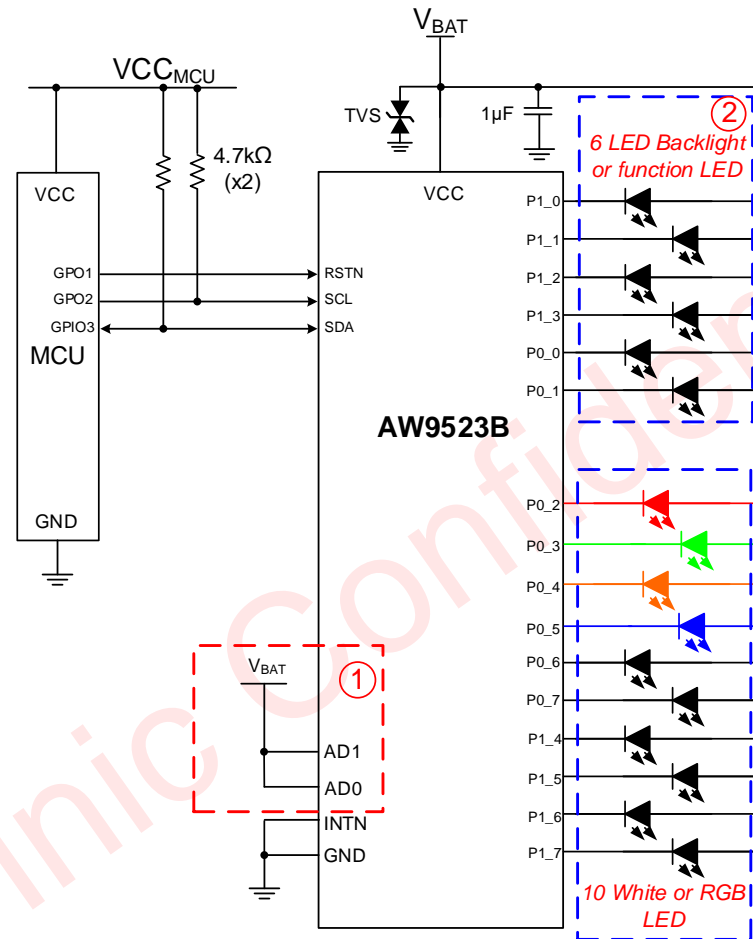 VBAT
VCCMCU
TVS
1μF
②
6 LED Backlight
or function LED
4.7kΩ
(x2)
VCC
VCC
P1_0
P1_1
GPO1
RSTN
P1_2
GPO2
SCL
P1_3
GPIO3
SDA
MCU
P0_0
P0_1
AW9523B
P0_2
GND
P0_3
P0_4
P0_5
VBAT
①
P0_6
P0_7
AD1
P1_4
AD0
P1_5
INTN
P1_6
GND
P1_7
10 White or RGB
LED
nic Confiden